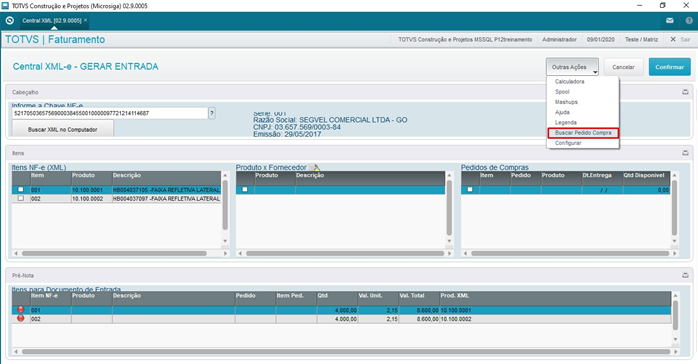 TOTVS Construção e Projetos (Microsiga) 02.9.0005
Central XML [02.9.0005] ×
TOTVS | Faturamento
TOTVS Construção e Projetos MSSQL P12treinamento Administrador 09/01/2020 Teste / Matriz Sair
Central XML-e - GERAR ENTRADA
Outras Ações Cancelar Confirmar
Calculadora
Spool
Mashups
Ajuda
Legenda
Buscar Pedido Compra
Configurar
Cabeçalho
Informe a Chave NF-e
52170503657569000384550010000097721214114687 ?
Buscar XML no Computador
Serie: 001
Razão Social: SEGVEL COMERCIAL LTDA - GO
CNPJ: 03.657.569/0003-84
Emissão: 29/05/2017
Itens
Itens NF-e (XML)
Item Produto Descrição
001 10.100.0001 HB004037105 -FAIXA REFLETIVA LATERAL
002 10.100.0002 HB004037097 -FAIXA REFLETIVA LATERAL
Produto x Fornecedor
Produto Descrição
Pedidos de Compras
Item Pedido Produto Dt.Entrega Qtd Disponivel
/ / 0,00
Pré-Nota
Itens para Documento de Entrada
Item NF-e Produto Descrição Pedido Item Ped. Qtd Val. Unit. Val. Total Prod. XML
001 4.000,00 2,15 8.600,00 10.100.0001
002 4.000,00 2,15 8.600,00 10.100.0002